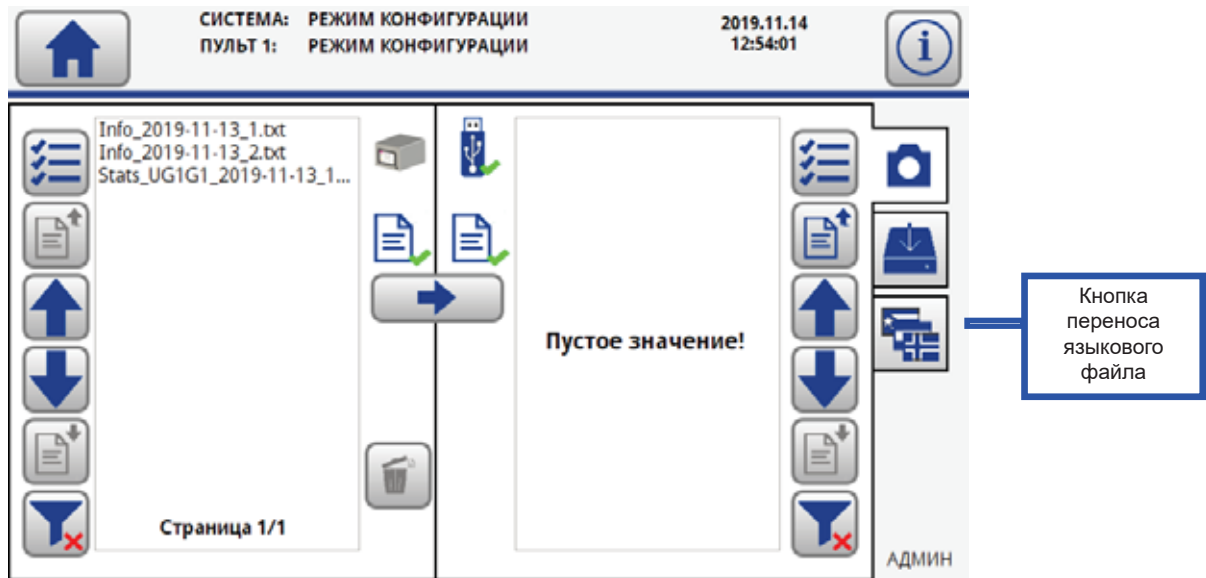 СИСТЕМА: РЕЖИМ КОНФИГУРАЦИИ
ПУЛЬТ 1: РЕЖИМ КОНФИГУРАЦИИ
2019.11.14
12:54:01
Info_2019-11-13_1.txt
Info_2019-11-13_2.txt
Stats_UG1G1_2019-11-13_1...
Страница 1/1
Пустое значение!
АДМИН
Кнопка
переноса
языкового
файла